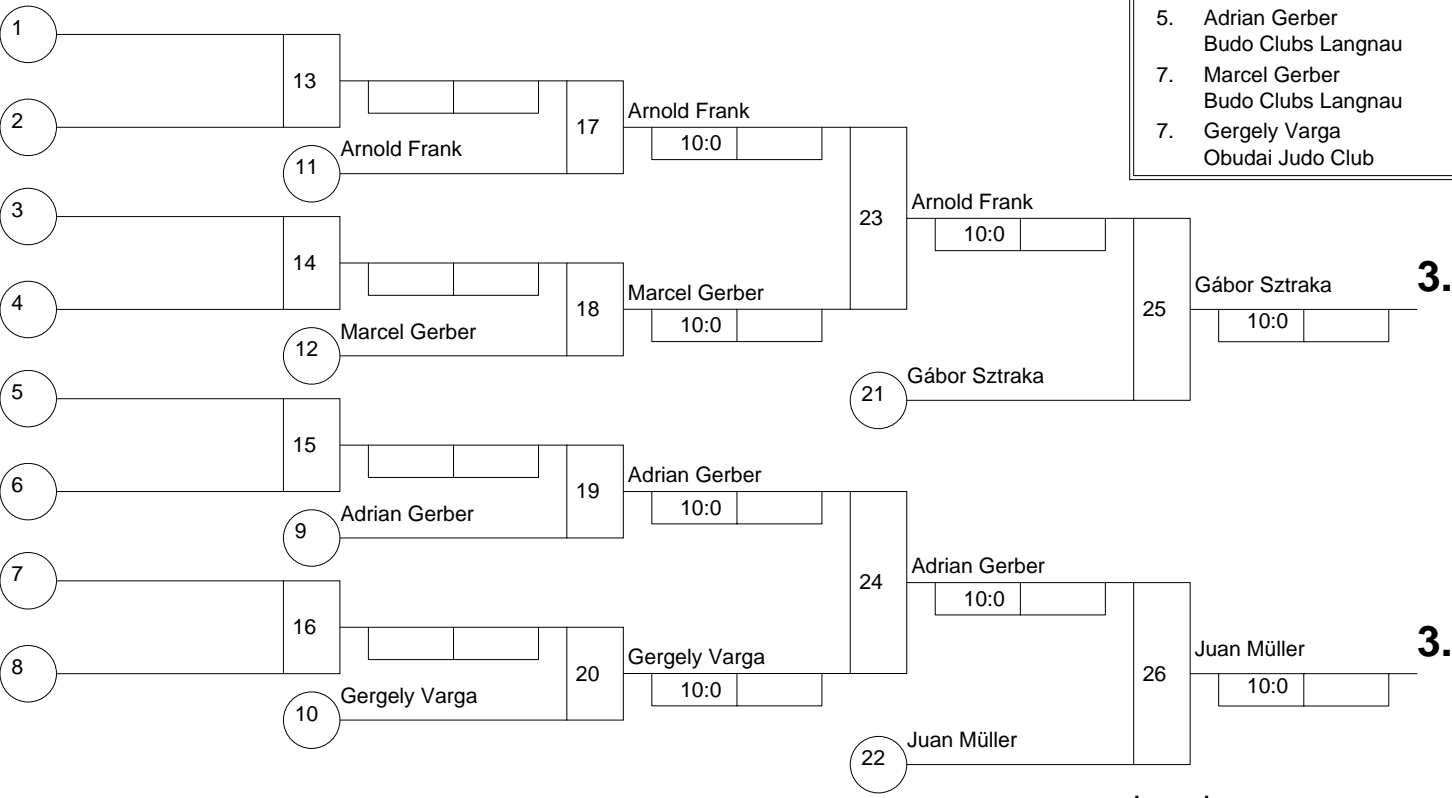 5. Adrian Gerber
Budo Clubs Langnau
7. Marcel Gerber
Budo Clubs Langnau
7. Gergely Varga
Obudai Judo Club
1
13
2
17
Arnold Frank
10:0
11
Arnold Frank
3
14
4
23
Arnold Frank
10:0
18
Marcel Gerber
10:0
12
Marcel Gerber
25
Gábor Sztraka
3.
10:0
21
Gábor Sztraka
5
15
6
19
Adrian Gerber
10:0
9
Adrian Gerber
7
16
8
24
Adrian Gerber
10:0
20
Gergely Varga
10:0
10
Gergely Varga
26
Juan Müller
3.
10:0
22
Juan Müller